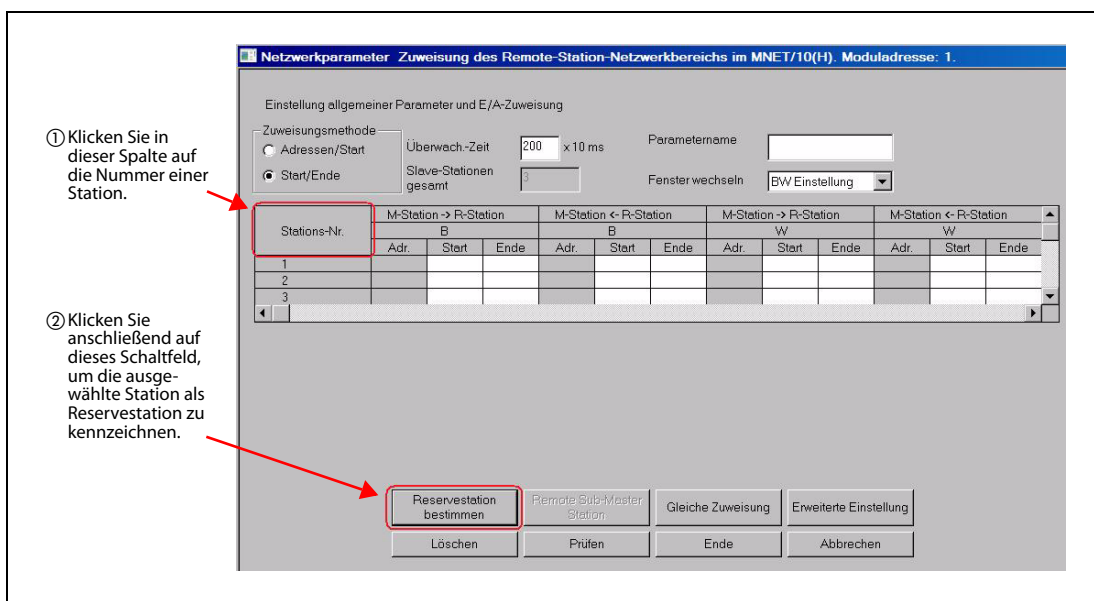 Netzwerkparameter Zuweisung des Remote-Station-Netzwerkbereichs im MNET/10(H). Moduladresse: 1.
Einstellung allgemeiner Parameter und E/A-Zuweisung
① Klicken Sie in
dieser Spalte auf
die Nummer einer
Station.
Zuweisungsmethode
Adressen/Start
Start/Ende
Überwach.-Zeit 200 x 10 ms
Slave-Stationen
gesamt 3
Parametername
Fenster wechseln BW Einstellung
Stations-Nr.
M-Station -> R-Station M-Station <- R-Station M-Station -> R-Station M-Station <- R-Station
B B W W
Adr. Start Ende Adr. Start Ende Adr. Start Ende Adr. Start Ende
1
2
3
② Klicken Sie
anschließend auf
dieses Schaltfeld,
um die ausge-
wählte Station als
Reservestation zu
kennzeichnen.
Reservestation
bestimmen
Remote Sub-Master
Station
Gleiche Zuweisung
Erweiterte Einstellung
Löschen
Prüfen
Ende
Abbrechen